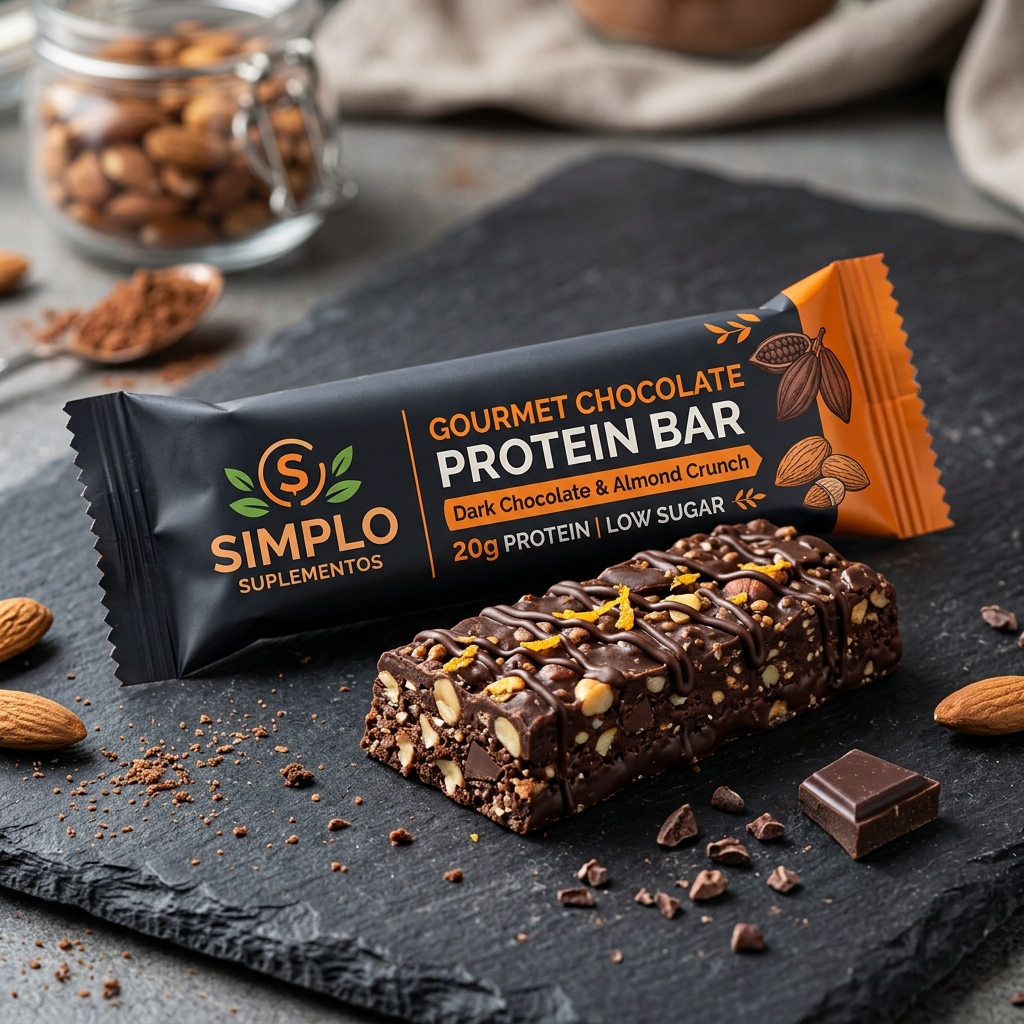 S
SIMPLO
SUPLEMENTOS
GOURMET CHOCOLATE
PROTEIN BAR
Dark Chocolate & Almond Crunch
20g PROTEIN | LOW SUGAR